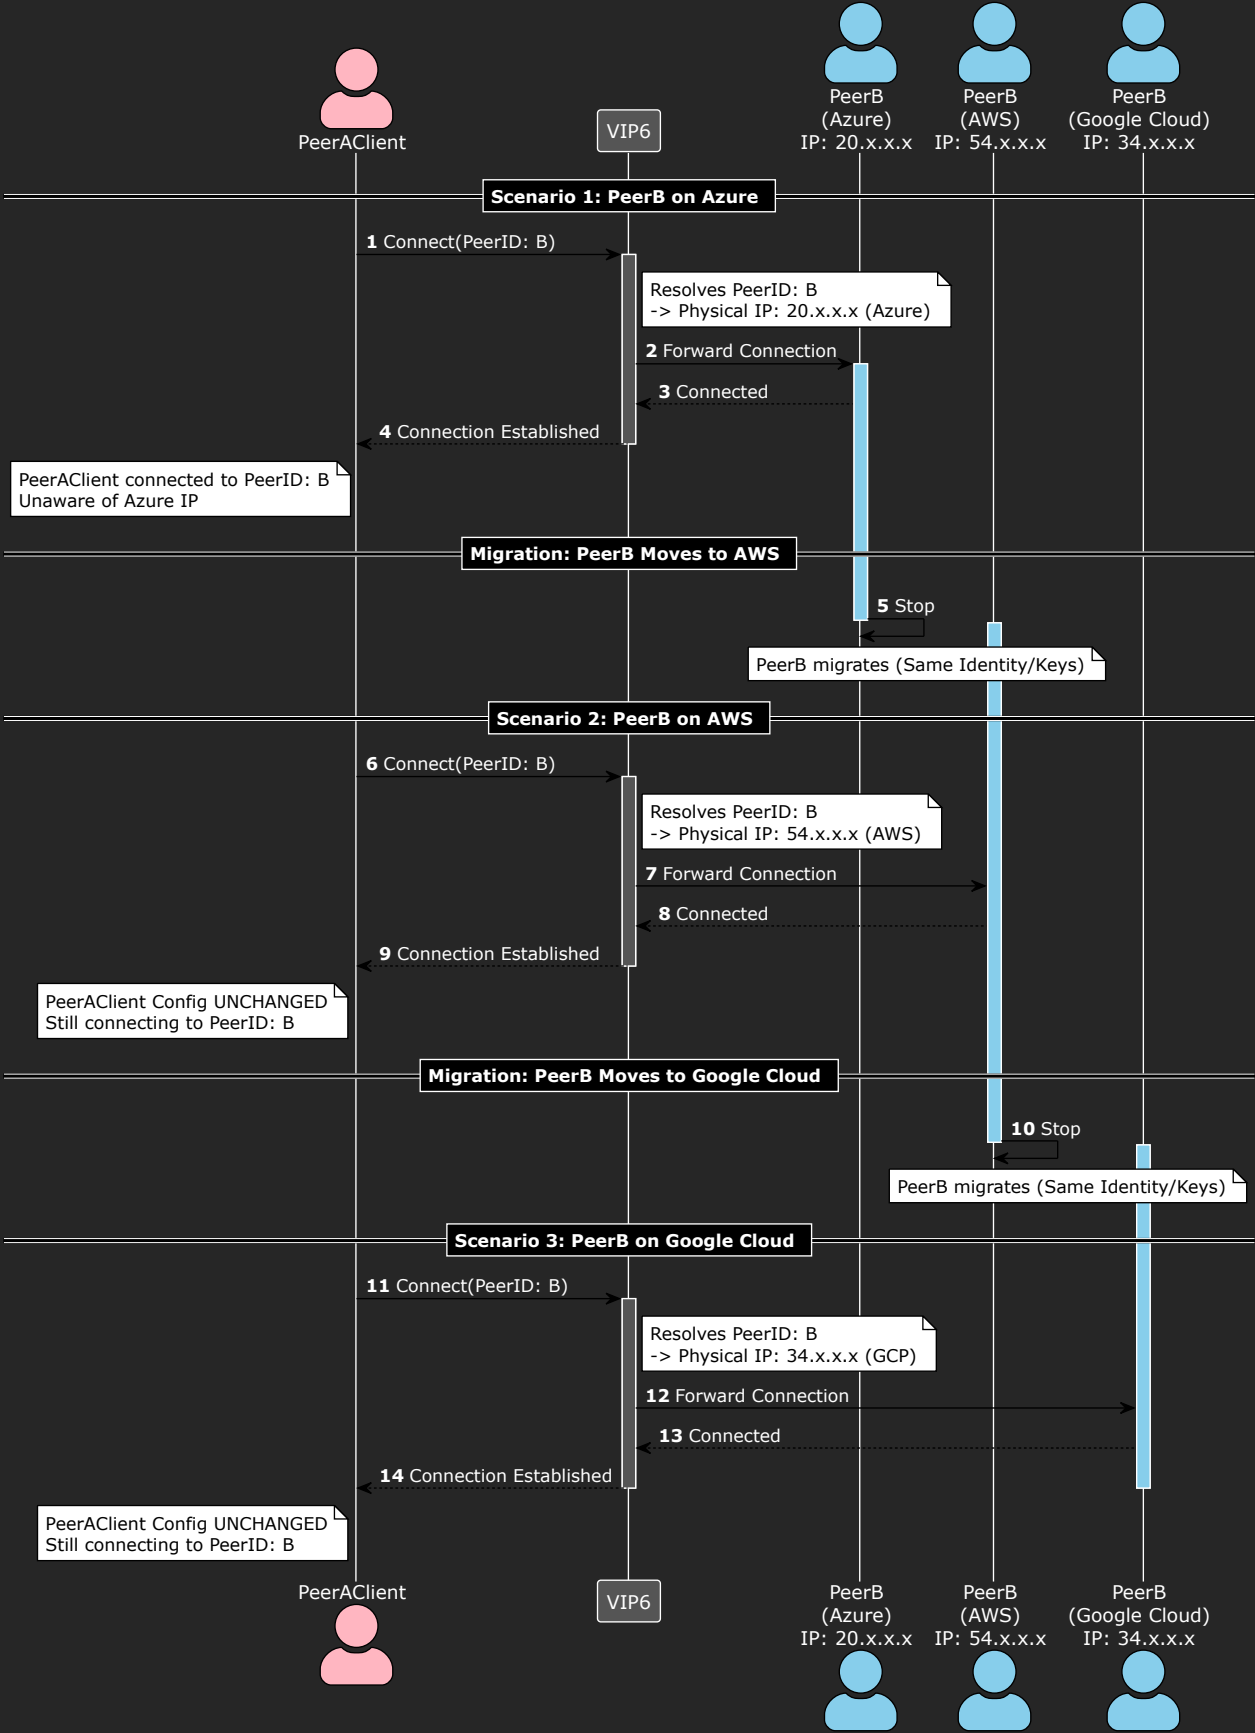 PeerAClient
VIP6
PeerB
(Azure)
IP: 20.x.x.x
PeerB
(AWS)
IP: 54.x.x.x
PeerB
(Google Cloud)
IP: 34.x.x.x
Scenario 1: PeerB on Azure
1 Connect(PeerID: B)
Resolves PeerID: B
-> Physical IP: 20.x.x.x (Azure)
2 Forward Connection
3 Connected
4 Connection Established
PeerAClient connected to PeerID: B
Unaware of Azure IP
Migration: PeerB Moves to AWS
5 Stop
PeerB migrates (Same Identity/Keys)
Scenario 2: PeerB on AWS
6 Connect(PeerID: B)
Resolves PeerID: B
-> Physical IP: 54.x.x.x (AWS)
7 Forward Connection
8 Connected
9 Connection Established
PeerAClient Config UNCHANGED
Still connecting to PeerID: B
Migration: PeerB Moves to Google Cloud
10 Stop
PeerB migrates (Same Identity/Keys)
Scenario 3: PeerB on Google Cloud
11 Connect(PeerID: B)
Resolves PeerID: B
-> Physical IP: 34.x.x.x (GCP)
12 Forward Connection
13 Connected
14 Connection Established
PeerAClient Config UNCHANGED
Still connecting to PeerID: B
PeerAClient
VIP6
PeerB
(Azure)
IP: 20.x.x.x
PeerB
(AWS)
IP: 54.x.x.x
PeerB
(Google Cloud)
IP: 34.x.x.x